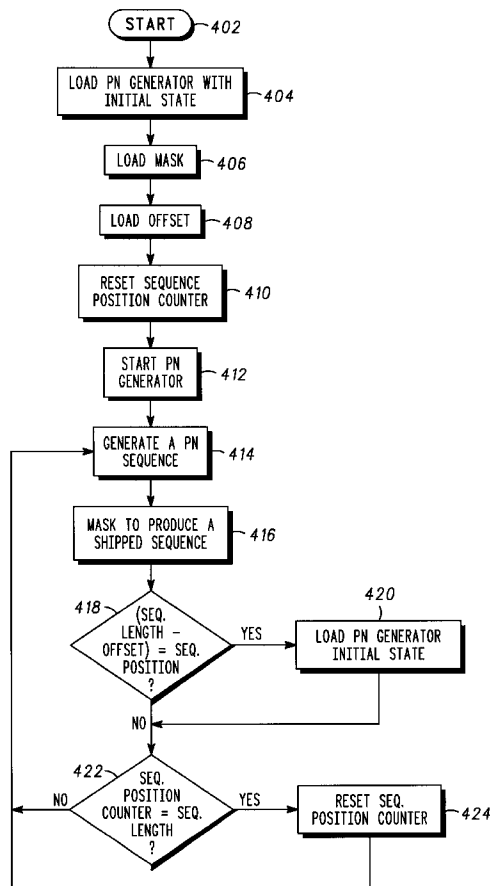 START
402
LOAD PN GENERATOR WITH
INITIAL STATE
404
LOAD MASK
406
LOAD OFFSET
408
RESET SEQUENCE
POSITION COUNTER
410
START PN
GENERATOR
412
GENERATE A PN
SEQUENCE
414
MASK TO PRODUCE A
SHIPPED SEQUENCE
416
418
(SEQ.
LENGTH -
OFFSET) = SEQ.
POSITION
?
YES
420
LOAD PN GENERATOR
INITIAL STATE
NO
422
SEQ.
POSITION
COUNTER = SEQ.
LENGTH
?
NO
YES
RESET SEQ.
POSITION COUNTER
424